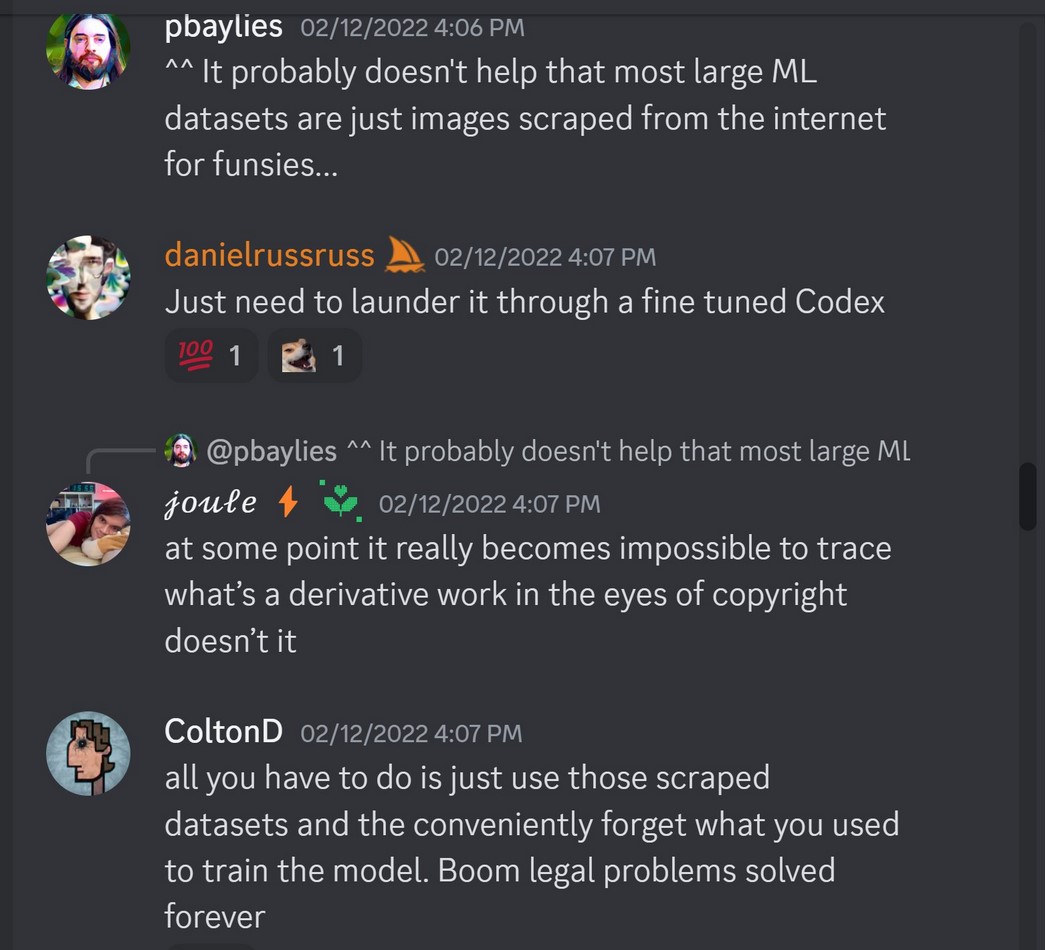 pbaylies 02/12/2022 4:06 PM
^^ It probably doesn't help that most large ML
datasets are just images scraped from the internet
for funsies...
danielrussruss 02/12/2022 4:07 PM
Just need to launder it through a fine tuned Codex
💯 1 1
@pbaylies ^^ It probably doesn't help that most large ML
𝓳𝓸𝓾𝓵𝓮 ⚡ 02/12/2022 4:07 PM
at some point it really becomes impossible to trace
what’s a derivative work in the eyes of copyright
doesn’t it
ColtonD 02/12/2022 4:07 PM
all you have to do is just use those scraped
datasets and the conveniently forget what you used
to train the model. Boom legal problems solved
forever